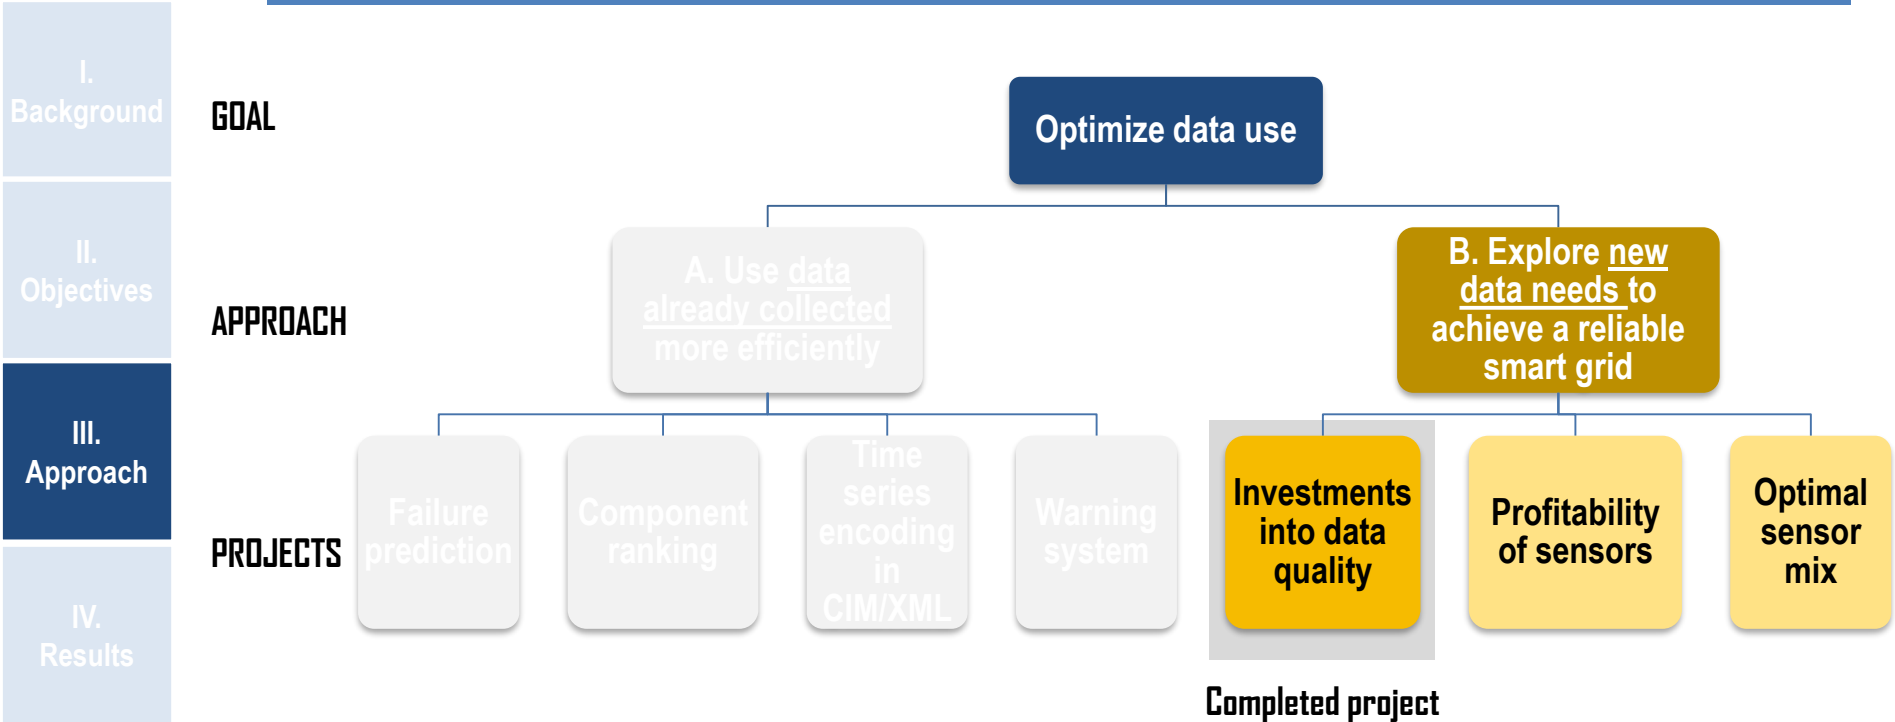 I.
Background
II.
Objectives
III.
Approach
IV.
Results
GOAL
Optimize data use
APPROACH
A. Use data
already collected
more efficiently
B. Explore new
data needs to
achieve a reliable
smart grid
PROJECTS
Failure
prediction
Component
ranking
Time
series
encoding
in
CIM/XML
Warning
system
Investments
into data
quality
Profitability
of sensors
Optimal
sensor
mix
Completed project